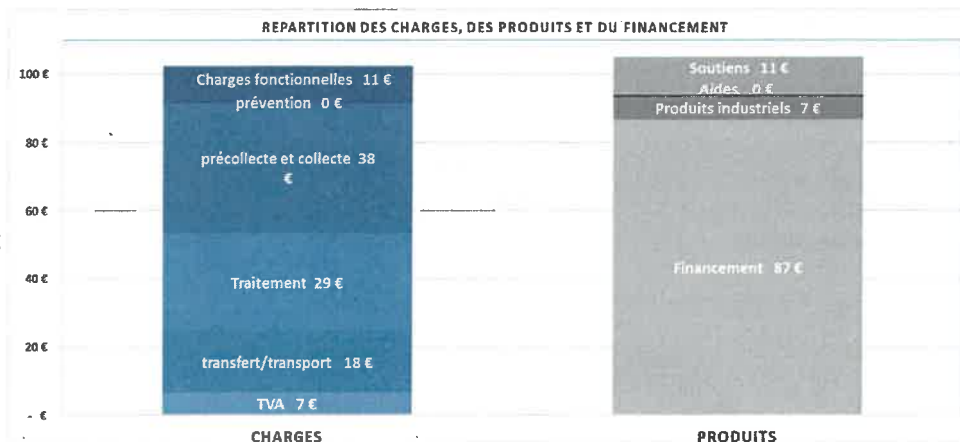 REPARTITION DES CHARGES, DES PRODUITS ET DU FINANCEMENT
100 €
80 €
60 €
40 €
20 €
- €
Charges fonctionnelles 11 €
prévention 0 €
précollecte et collecte 38
€
Traitement 29 €
transfert/transport 18 €
TVA 7 €
CHARGES
Soutiens 11 €
Aides 0 €
Produits industriels 7 €
Financement 87 €
PRODUITS